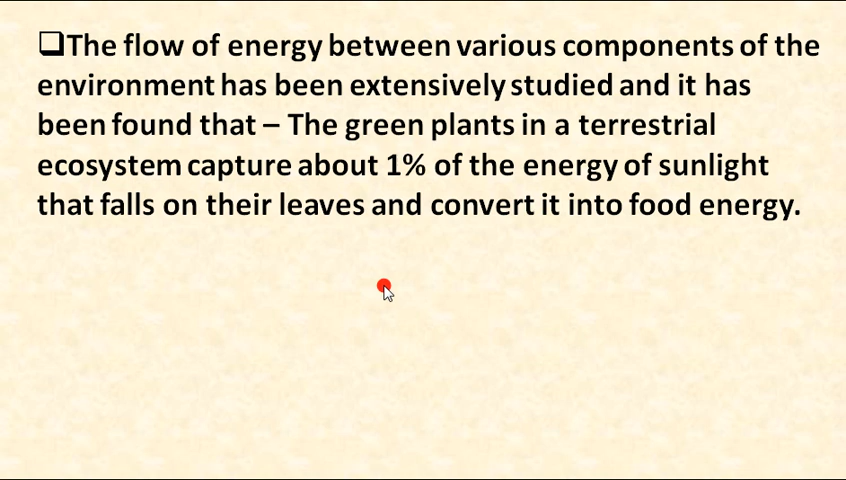 ❑The flow of energy between various components of the
environment has been extensively studied and it has
been found that – The green plants in a terrestrial
ecosystem capture about 1% of the energy of sunlight
that falls on their leaves and convert it into food energy.